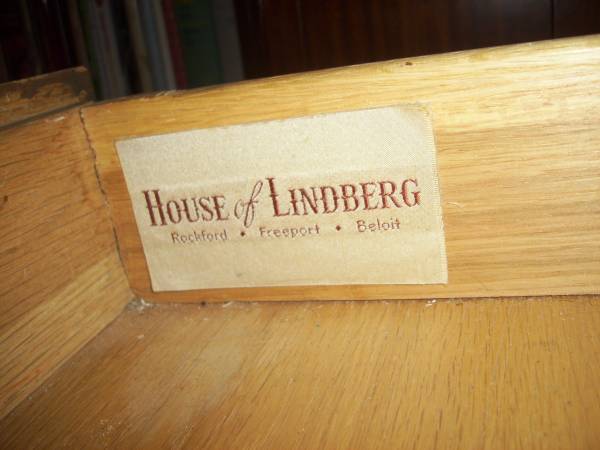 HOUSE of LINDBERG
Rockford • Freeport • Beloit